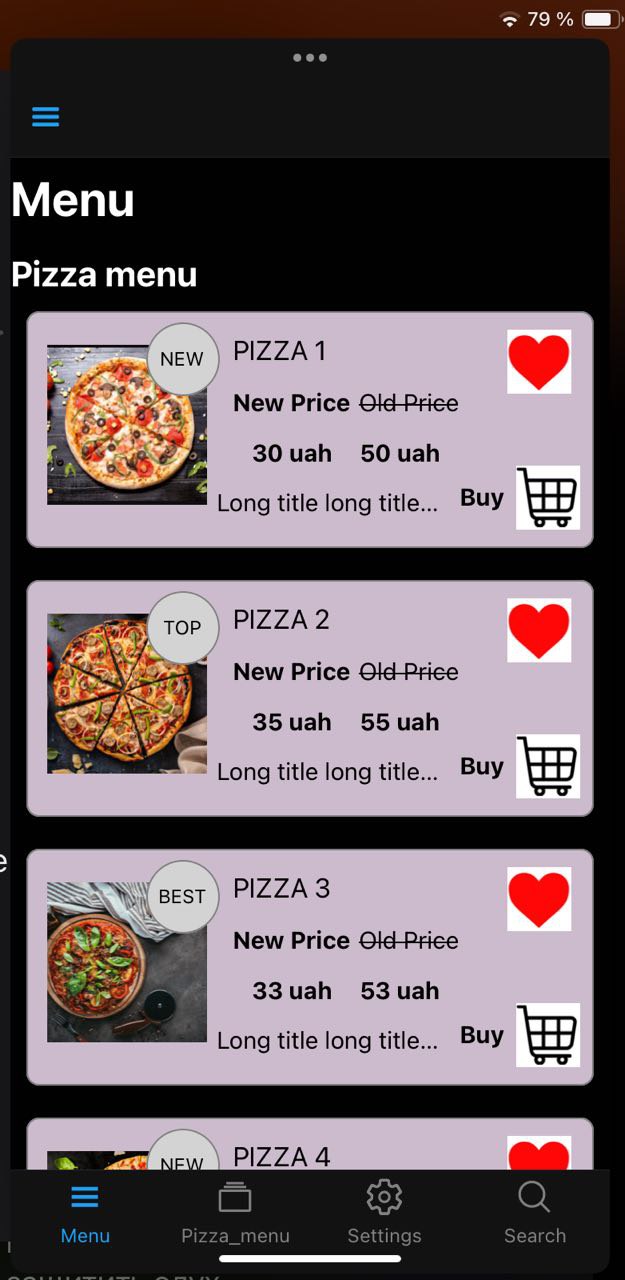 79 %
Menu
Pizza menu
NEW
PIZZA 1
New Price Old Price
30 uah 50 uah
Long title long title... Buy
TOP
PIZZA 2
New Price Old Price
35 uah 55 uah
Long title long title... Buy
BEST
PIZZA 3
New Price Old Price
33 uah 53 uah
Long title long title... Buy
NEW
PIZZA 4
Menu Pizza_menu Settings Search